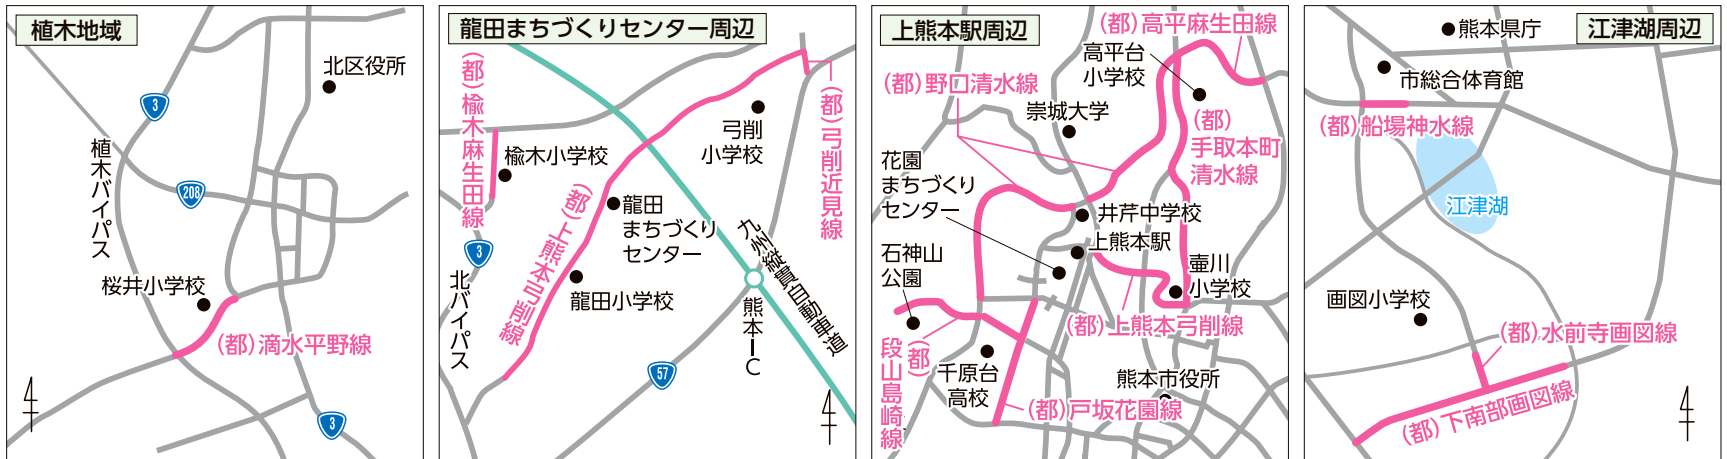 植木地域
北区役所
3
植木バイパス
208
桜井小学校
(都)滴水平野線
3
龍田まちづくりセンター周辺
(都)楡木麻生田線
楡木小学校
弓削
小学校
(都)弓削近見線
龍田
まちづくり
センター
(都)上熊本弓削線
3
北バイパス
龍田小学校
九州縦貫自動車道
熊本IC
57
上熊本駅周辺
(都)高平麻生田線
高平台
小学校
(都)野口清水線
崇城大学
(都)
手取本町
清水線
花園
まちづくり
センター
井芹中学校
上熊本駅
石神山
公園
壷川
小学校
(都)上熊本弓削線
(都)
段山島崎線
千原台
高校
熊本市役所
(都)戸坂花園線
江津湖周辺
熊本県庁
市総合体育館
(都)船場神水線
江津湖
画図小学校
(都)水前寺画図線
(都)下南部画図線